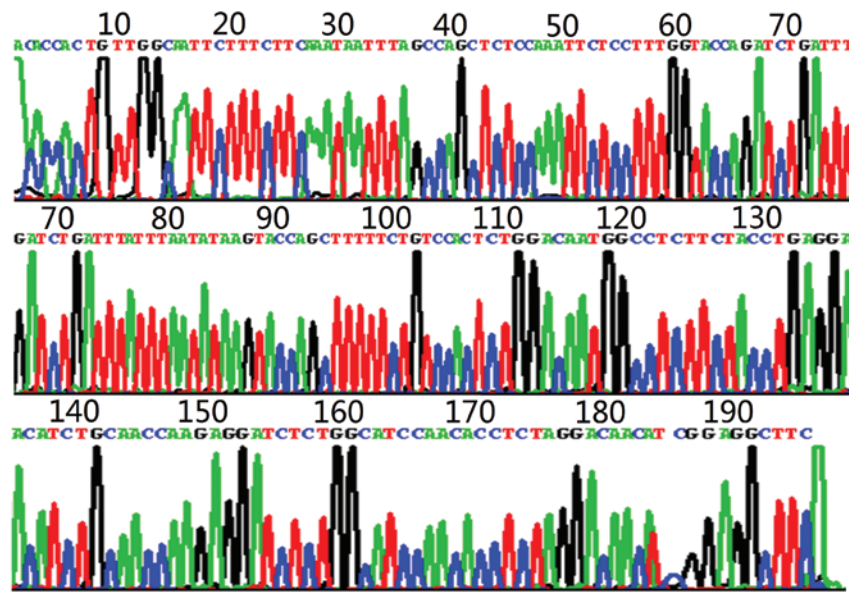 10 20 30 40 50 60 70
ACACCACTGTTGGCAATTCTTTCTTCAAATAATTTAGCCAGCTCTCCAAATTCTCCTTTGGTACCAGATCTGATTT
70 80 90 100 110 120 130
GATCTGATTTATTTAATATAAGTACCAGCTTTTTCTGTCCACTCTGGACAATGGCCTCTTCTACCTGAGGA
140 150 160 170 180 190
ACATCTGCAACCAAGAGGATCTCTGGCATCCAACACCTCTAGGACAACAT CGGAGGCTTC